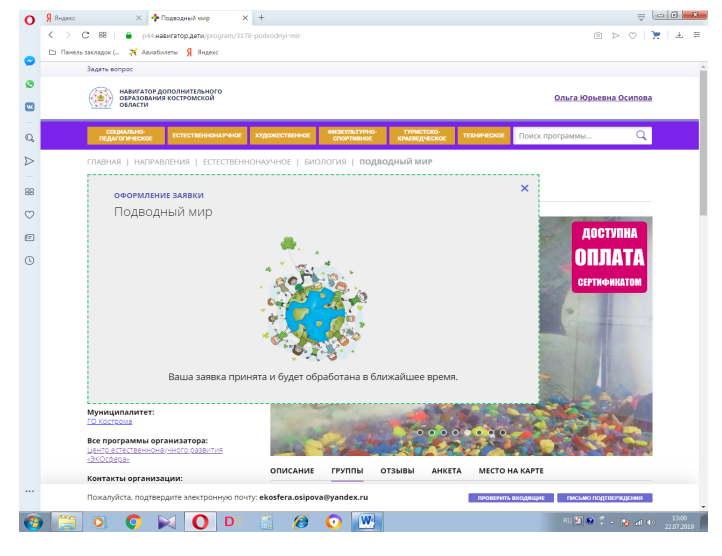 Яндекс
Подводный мир
p44.навигатор.дети/program/3178-podvodnyi-mir
Панель закладок (...
Авиабилеты
Яндекс
Задать вопрос
НАВИГАТОР ДОПОЛНИТЕЛЬНОГО
ОБРАЗОВАНИЯ КОСТРОМСКОЙ
ОБЛАСТИ
Ольга Юрьевна Осипова
СОЦИАЛЬНО-
ПЕДАГОГИЧЕСКОЕ
ЕСТЕСТВЕННОНАУЧНОЕ
ХУДОЖЕСТВЕННОЕ
ФИЗКУЛЬТУРНО-
СПОРТИВНОЕ
ТУРИСТСКО-
КРАЕВЕДЧЕСКОЕ
ТЕХНИЧЕСКОЕ
Поиск программы...
ГЛАВНАЯ | НАПРАВЛЕНИЯ | ЕСТЕСТВЕННОНАУЧНОЕ | БИОЛОГИЯ | ПОДВОДНЫЙ МИР
ОФОРМЛЕНИЕ ЗАЯВКИ
Подводный мир
Ваша заявка принята и будет обработана в ближайшее время.
ДОСТУПНА
ОПЛАТА
СЕРТИФИКАТОМ
Муниципалитет:
ГО Кострома
Все программы организатора:
Центр естественнонаучного развития
«ЭКОсфера»
Контакты организации:
ОПИСАНИЕ ГРУППЫ ОТЗЫВЫ АНКЕТА МЕСТО НА КАРТЕ
Пожалуйста, подтвердите электронную почту: ekosfera.osipova@yandex.ru
ПРОВЕРИТЬ ВХОДЯЩИЕ
ПИСЬМО ПОДТВЕРЖДЕНИЯ
RU
13:00
22.07.2019